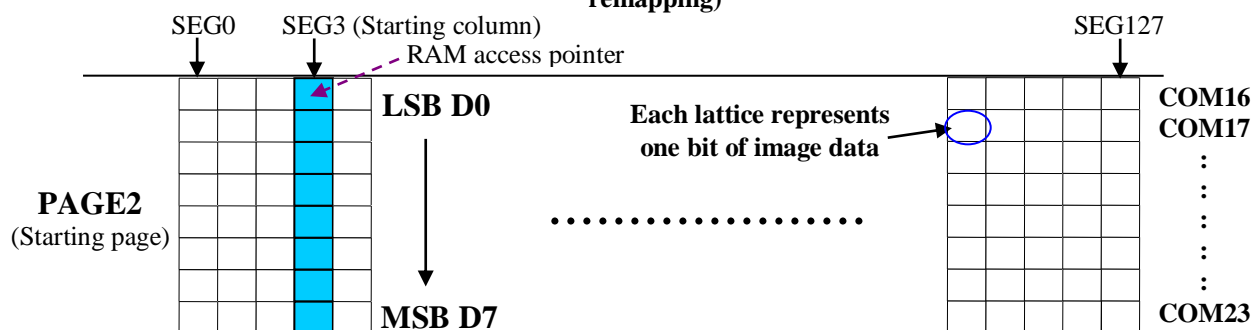 remapping)
SEG0 SEG3 (Starting column) SEG127
RAM access pointer
LSB D0
Each lattice represents
one bit of image data
COM16
COM17
:
:
:
:
:
PAGE2
(Starting page)
MSB D7
COM23